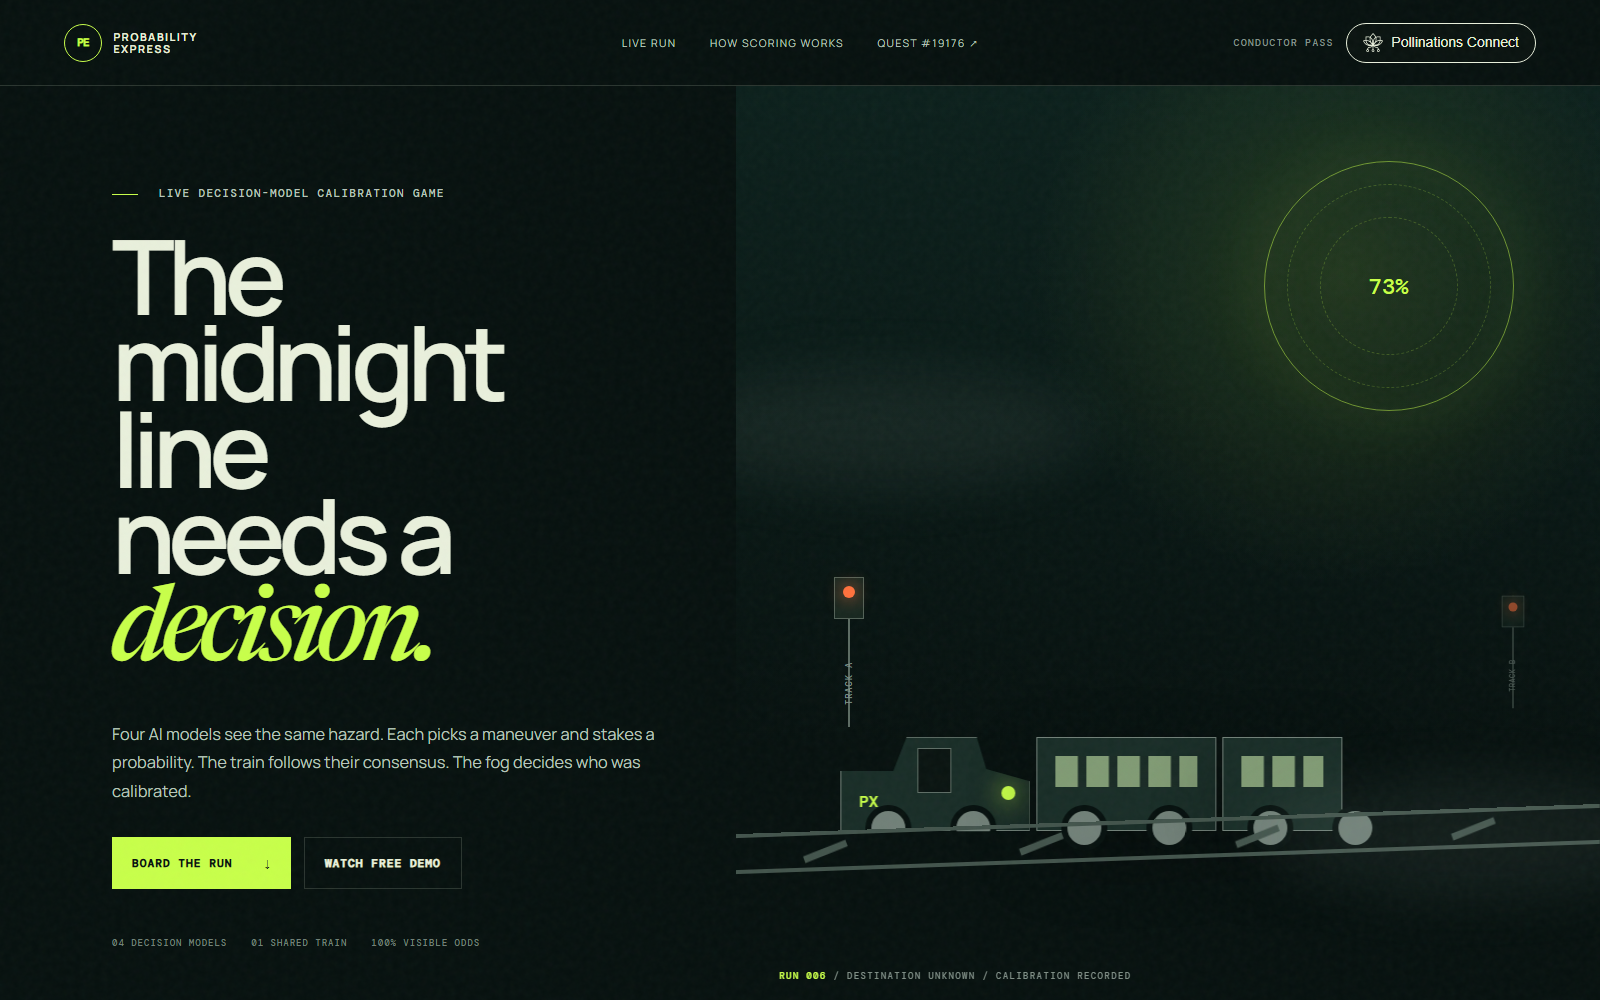 PE
PROBABILITY
EXPRESS
LIVE RUN
HOW SCORING WORKS
QUEST #19176 ↗
CONDUCTOR PASS
Pollinations Connect
LIVE DECISION-MODEL CALIBRATION GAME
The
midnight
line
needs a
decision.
Four AI models see the same hazard. Each picks a maneuver and stakes a
probability. The train follows their consensus. The fog decides who was
calibrated.
BOARD THE RUN ↓
WATCH FREE DEMO
04 DECISION MODELS
01 SHARED TRAIN
100% VISIBLE ODDS
73%
TRACK A
TRACK B
PX
RUN 006 / DESTINATION UNKNOWN / CALIBRATION RECORDED